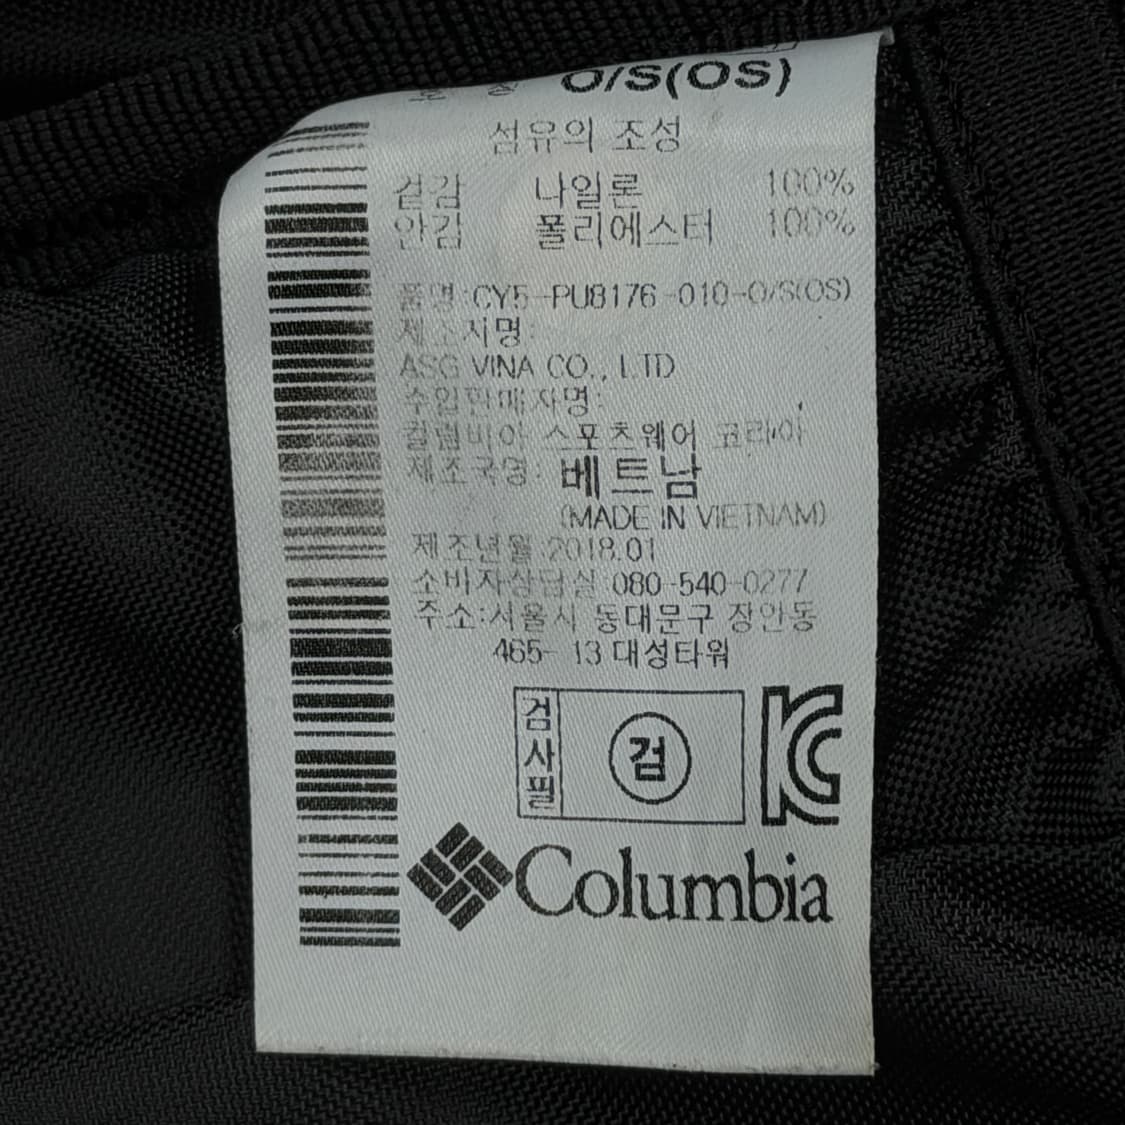 호 칭 O/S(OS)
섬유의 조성
겉감 나일론 100%
안감 폴리에스터 100%
품명:CY5-PU8176-010-O/S(OS)
제조자명:
ASG VINA CO., LTD
수입판매자명:
컬럼비아 스포츠웨어 코리아
제조국명: 베트남
(MADE IN VIETNAM)
제조년월:2018.01
소비자상담실:080-540-0277
주소:서울시 동대문구 장안동
465-13 대성타워
검사필 검
KC
Columbia